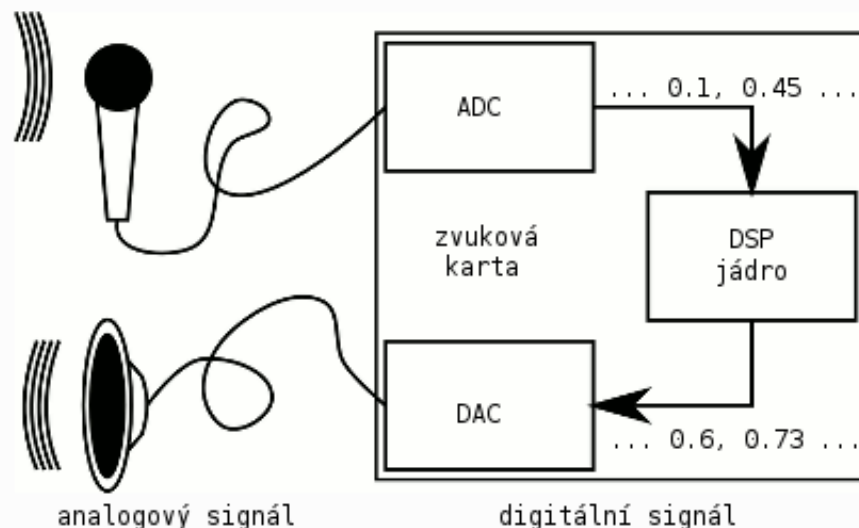 ADC
... 0.1, 0.45 ...
zvuková
karta
DSP
jádro
DAC
... 0.6, 0.73 ...
analogový signál
digitální signál